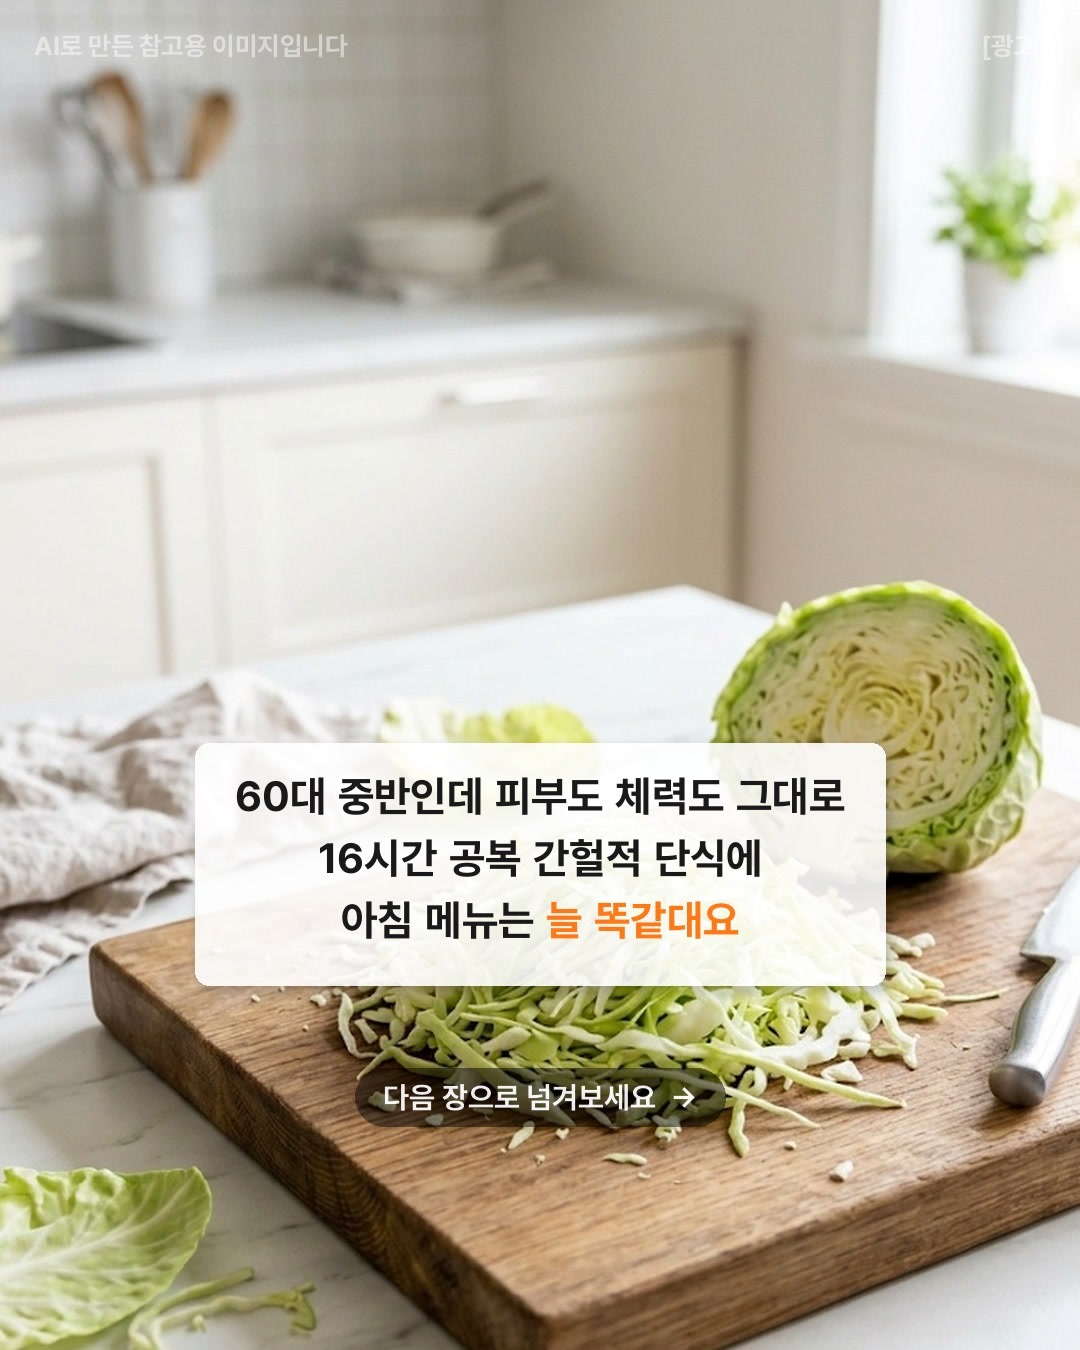 AI로 만든 참고용 이미지입니다
[광고]
60대 중반인데 피부도 체력도 그대로
16시간 공복 간헐적 단식에
아침 메뉴는 늘 똑같대요
다음 장으로 넘겨보세요 →